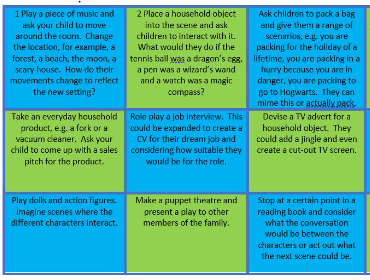 1 Play a piece of music and
ask your child to move
around the room.  Change
the location, for example, a
forest, a beach, the moon, a
scary house.  How do their
movements change to reflect
the new setting?
2 Place a household object
into the scene and ask
children to interact with it.
What would they do if the
tennis ball was a dragon's egg,
a pen was a wizard's wand
and a watch was a magic
compass?
Ask children to pack a bag
and give them a range of
scenarios, e.g. you are
packing for the holiday of a
lifetime, you are packing in a
hurry because you are in
danger, you are packing to
go to Hogwarts.  They can
mime this or actually pack.
Take an everyday household
product, e.g. a fork or a
vacuum cleaner.  Ask your
child to come up with a sales
pitch for the product.
Role play a job interview.  This
could be expanded to create a
CV for their dream job and
considering how suitable they
would be for the role.
Devise a TV advert for a
household object.  They
could add a jingle and even
create a cut-out TV screen.
Play dolls and action figures.
Imagine scenes where the
different characters interact.
Make a puppet theatre and
present a play to other
members of the family.
Stop at a certain point in a
reading book and consider
what the conversation
would be between the
characters or act out what
the next scene could be.